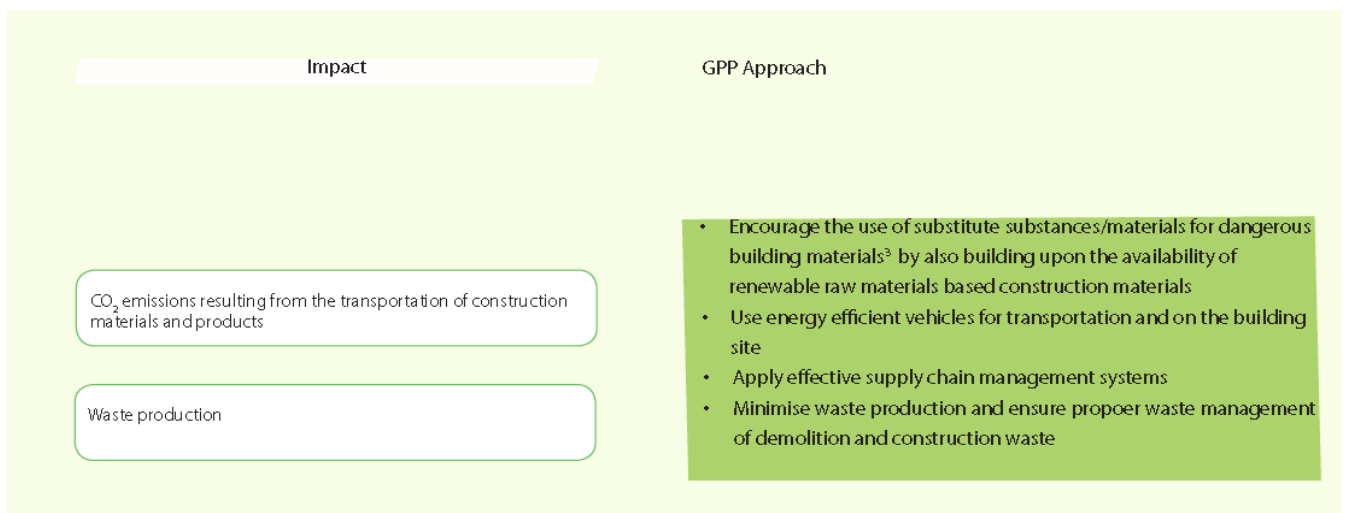 Impact
GPP Approach
CO₂ emissions resulting from the transportation of construction
materials and products
Waste production
• Encourage the use of substitute substances/materials for dangerous
building materials³ by also building upon the availability of
renewable raw materials based construction materials
• Use energy efficient vehicles for transportation and on the building
site
• Apply effective supply chain management systems
• Minimise waste production and ensure propoer waste management
of demolition and construction waste